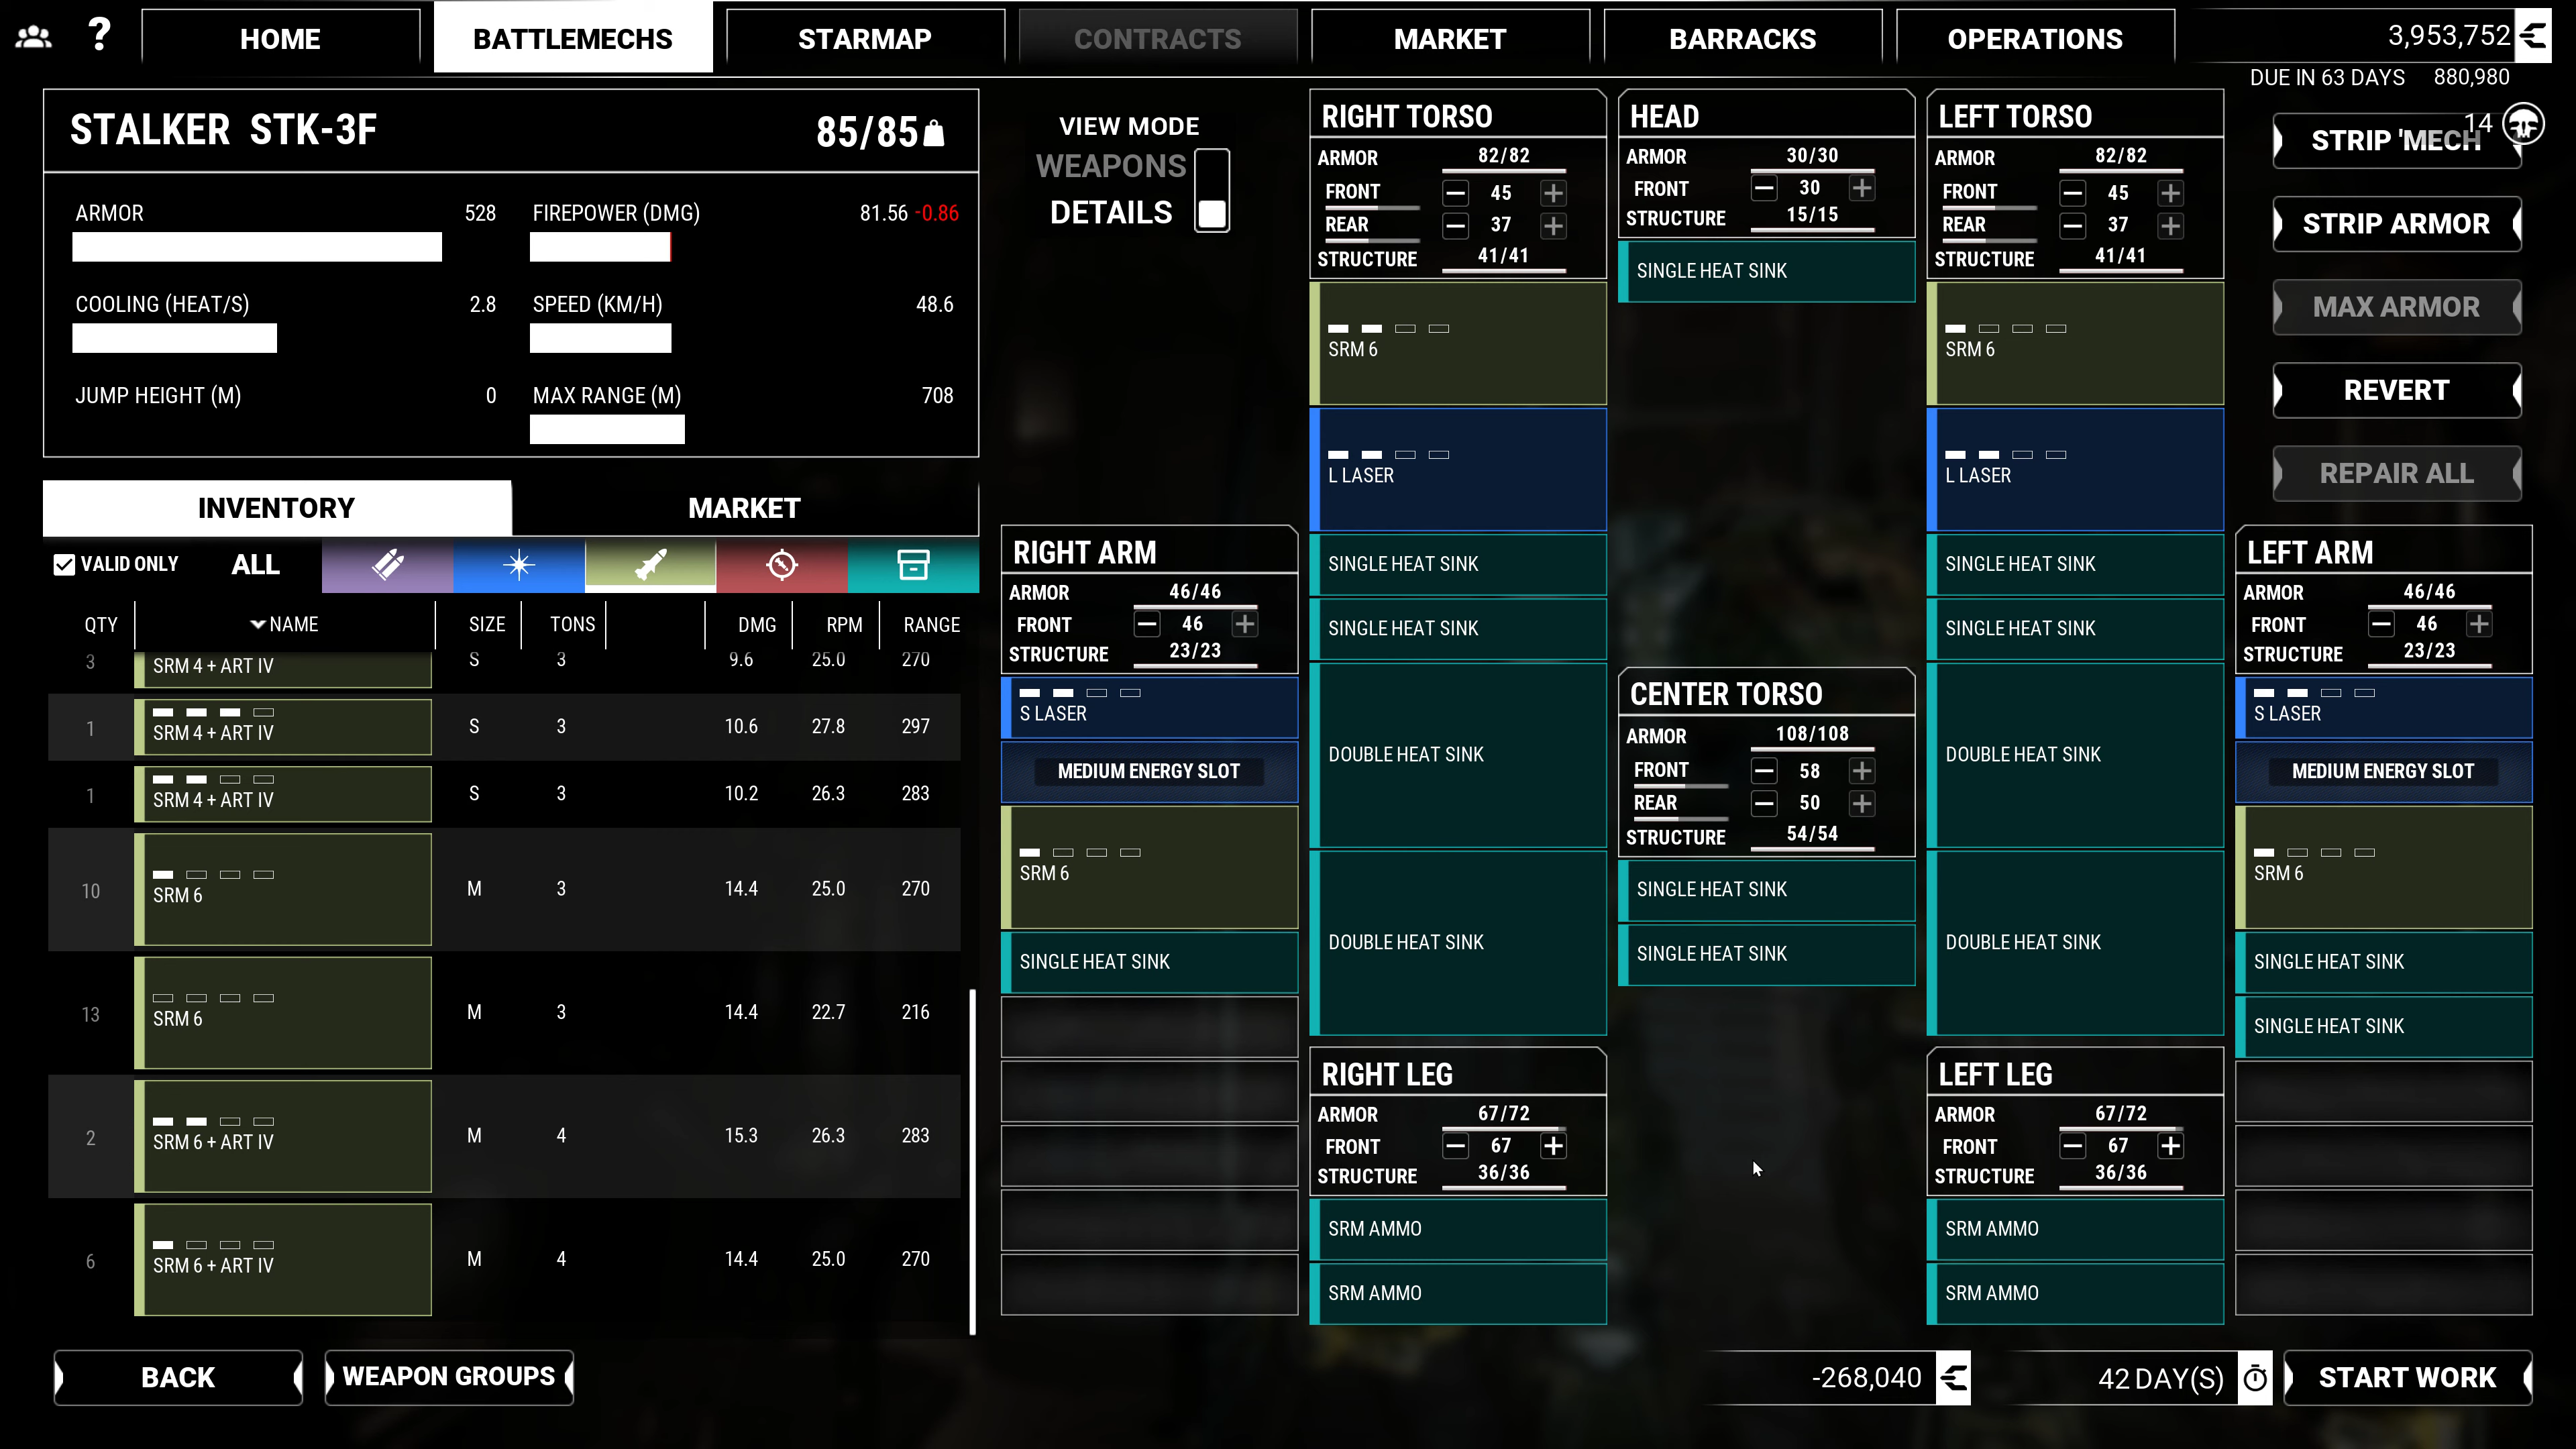 ?
HOME
BATTLEMECHS
STARMAP
CONTRACTS
MARKET
BARRACKS
OPERATIONS
3,953,752
DUE IN 63 DAYS 880,980
14
STALKER STK-3F
85/85
ARMOR 528
FIREPOWER (DMG) 81.56 -0.86
COOLING (HEAT/S) 2.8
SPEED (KM/H) 48.6
JUMP HEIGHT (M) 0
MAX RANGE (M) 708
VIEW MODE
WEAPONS
DETAILS
STRIP 'MECH
STRIP ARMOR
MAX ARMOR
REVERT
REPAIR ALL
INVENTORY
MARKET
VALID ONLY
ALL
QTY NAME SIZE TONS DMG RPM RANGE
3 SRM 4 + ART IV S 3 9.6 25.0 270
1 SRM 4 + ART IV S 3 10.6 27.8 297
1 SRM 4 + ART IV S 3 10.2 26.3 283
10 SRM 6 M 3 14.4 25.0 270
13 SRM 6 M 3 14.4 22.7 216
2 SRM 6 + ART IV M 4 15.3 26.3 283
6 SRM 6 + ART IV M 4 14.4 25.0 270
RIGHT ARM
ARMOR 46/46
FRONT 46
STRUCTURE 23/23
S LASER
MEDIUM ENERGY SLOT
SRM 6
SINGLE HEAT SINK
RIGHT TORSO
ARMOR 82/82
FRONT 45
REAR 37
STRUCTURE 41/41
SRM 6
L LASER
SINGLE HEAT SINK
SINGLE HEAT SINK
DOUBLE HEAT SINK
DOUBLE HEAT SINK
RIGHT LEG
ARMOR 67/72
FRONT 67
STRUCTURE 36/36
SRM AMMO
SRM AMMO
HEAD
ARMOR 30/30
FRONT 30
STRUCTURE 15/15
SINGLE HEAT SINK
CENTER TORSO
ARMOR 108/108
FRONT 58
REAR 50
STRUCTURE 54/54
SINGLE HEAT SINK
SINGLE HEAT SINK
LEFT TORSO
ARMOR 82/82
FRONT 45
REAR 37
STRUCTURE 41/41
SRM 6
L LASER
SINGLE HEAT SINK
SINGLE HEAT SINK
DOUBLE HEAT SINK
DOUBLE HEAT SINK
LEFT LEG
ARMOR 67/72
FRONT 67
STRUCTURE 36/36
SRM AMMO
SRM AMMO
LEFT ARM
ARMOR 46/46
FRONT 46
STRUCTURE 23/23
S LASER
MEDIUM ENERGY SLOT
SRM 6
SINGLE HEAT SINK
SINGLE HEAT SINK
BACK
WEAPON GROUPS
-268,040
42 DAY(S)
START WORK